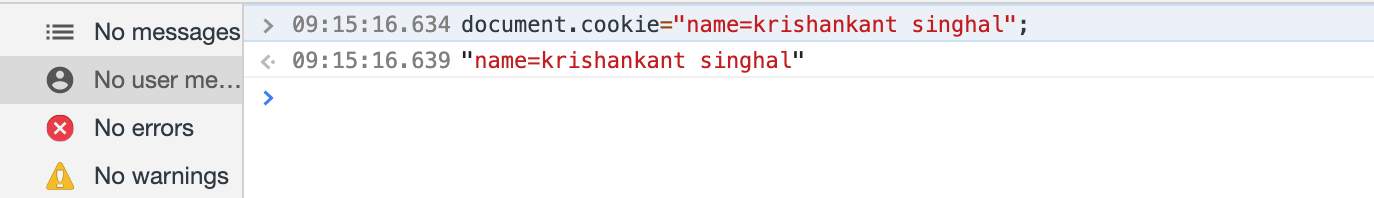 No messages
No user me...
No errors
No warnings
09:15:16.634 document.cookie="name=krishankant singhal";
09:15:16.639 "name=krishankant singhal"